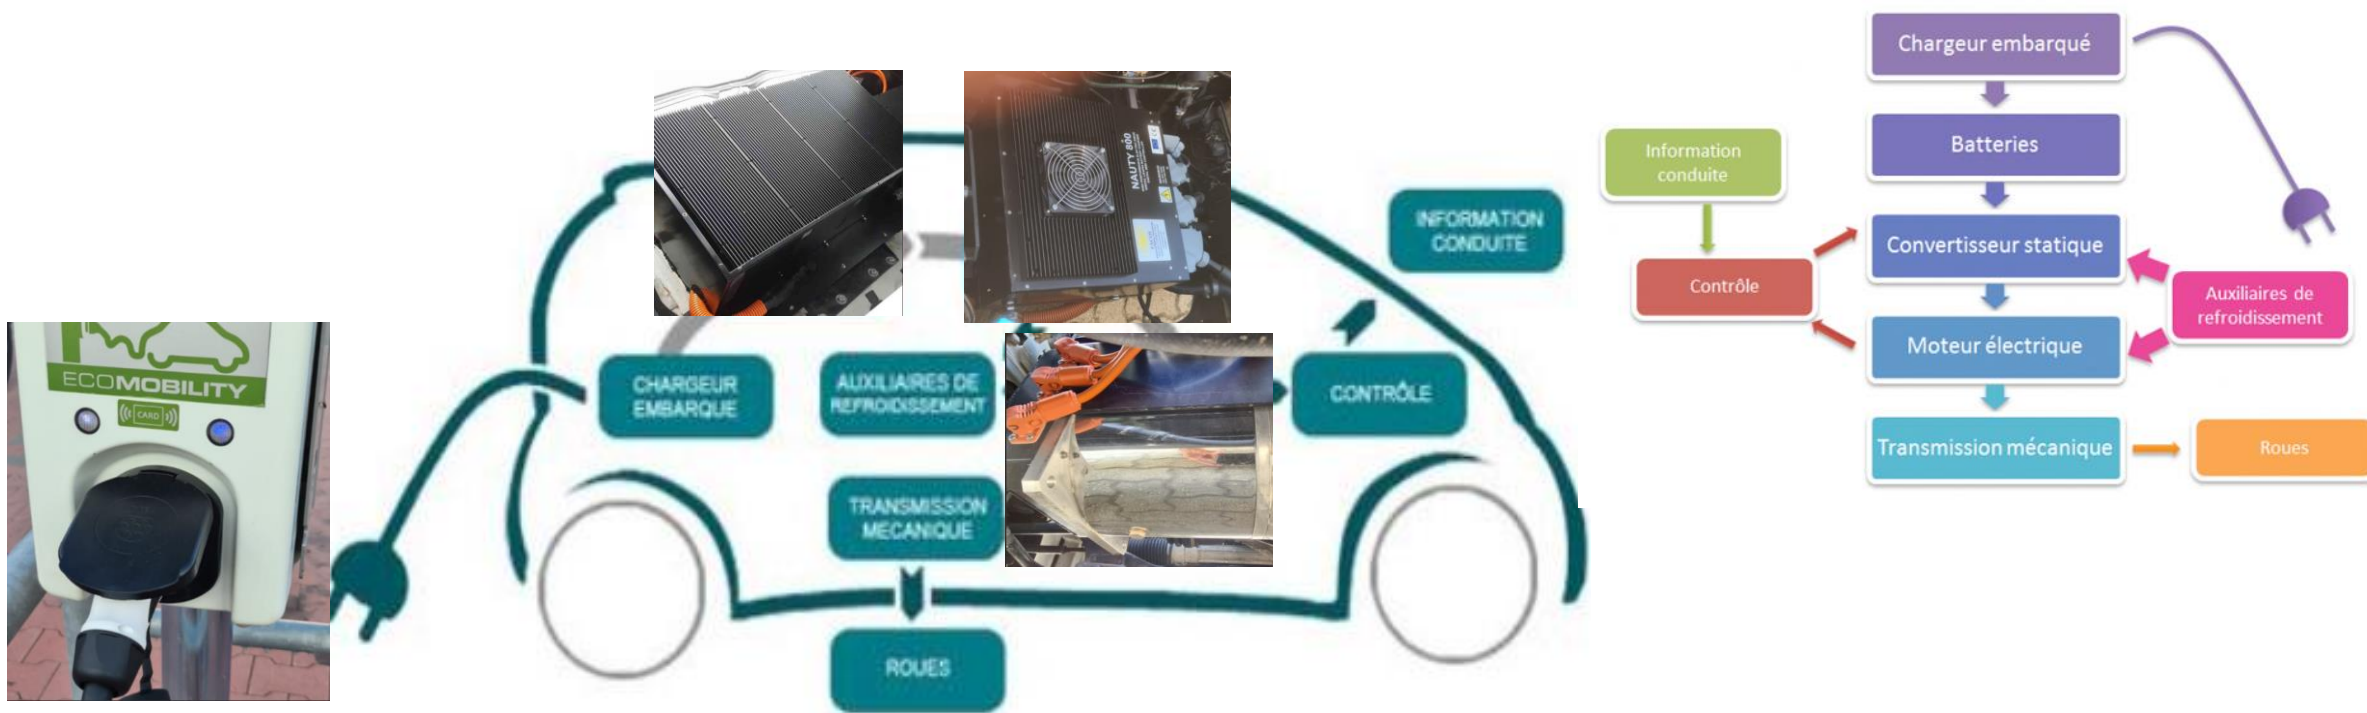 ECOMOBILITY
CARD
NAUTY 800
CHARGEUR
EMBARQUE
AUXILIAIRES DE
REFROIDISSEMENT
TRANSMISSION
MECANIQUE
ROUES
INFORMATION
CONDUITE
CONTRÔLE
Chargeur embarqué
Batteries
Information
conduite
Convertisseur statique
Contrôle
Auxiliaires de
refroidissement
Moteur électrique
Transmission mécanique
Roues